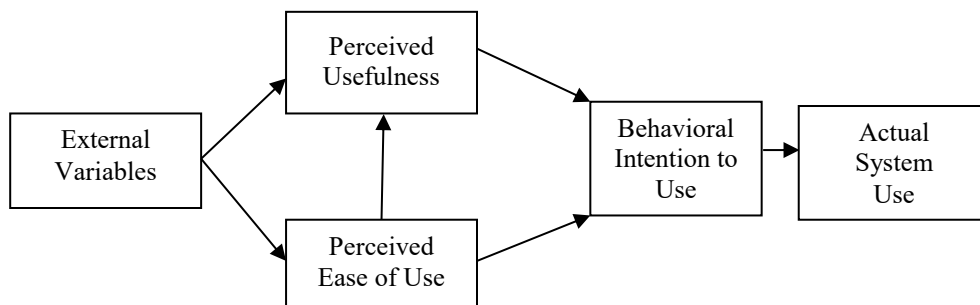 Perceived
Usefulness
External
Variables
Behavioral
Intention to
Use
Actual
System
Use
Perceived
Ease of Use